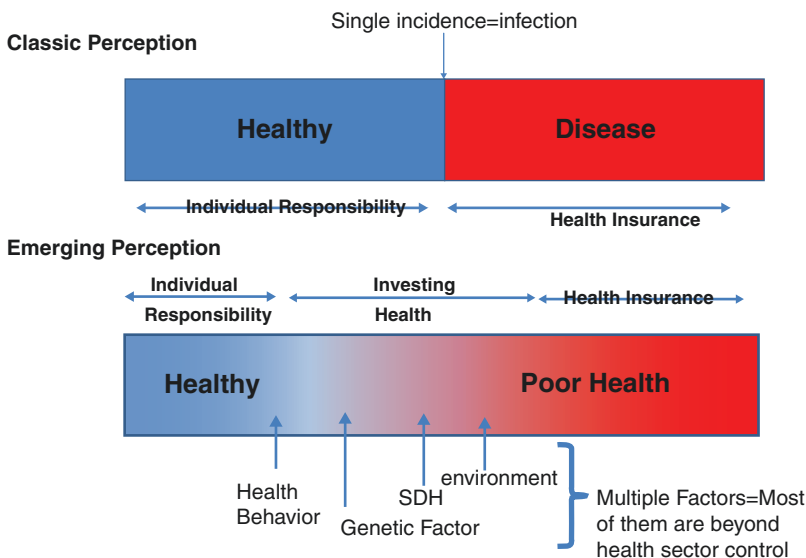 Single incidence=infection
Classic Perception
Healthy
Disease
Individual Responsibility
Health Insurance
Emerging Perception
Individual
Responsibility
Investing
Health
Health Insurance
Healthy
Poor Health
Health
Behavior
Genetic Factor
SDH
environment
Multiple Factors=Most
of them are beyond
health sector control